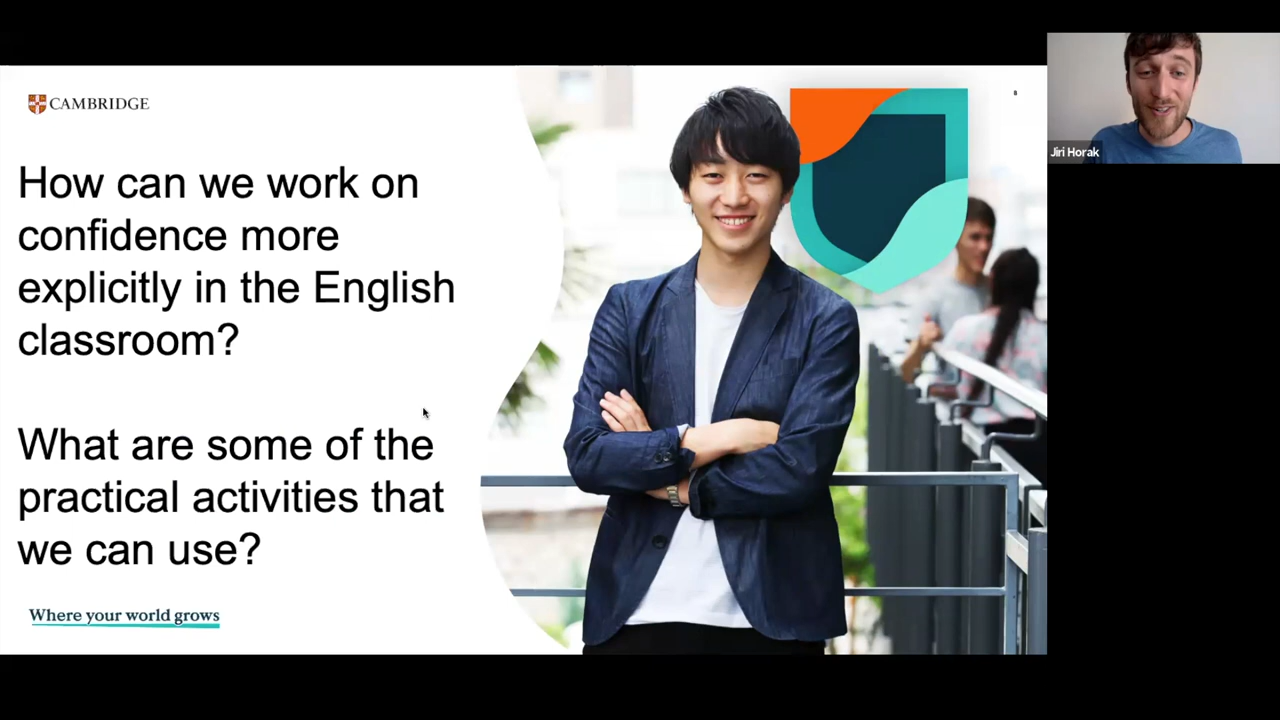 CAMBRIDGE
How can we work on
confidence more
explicitly in the English
classroom?
What are some of the
practical activities that
we can use?
Where your world grows
8
Jiri Horak